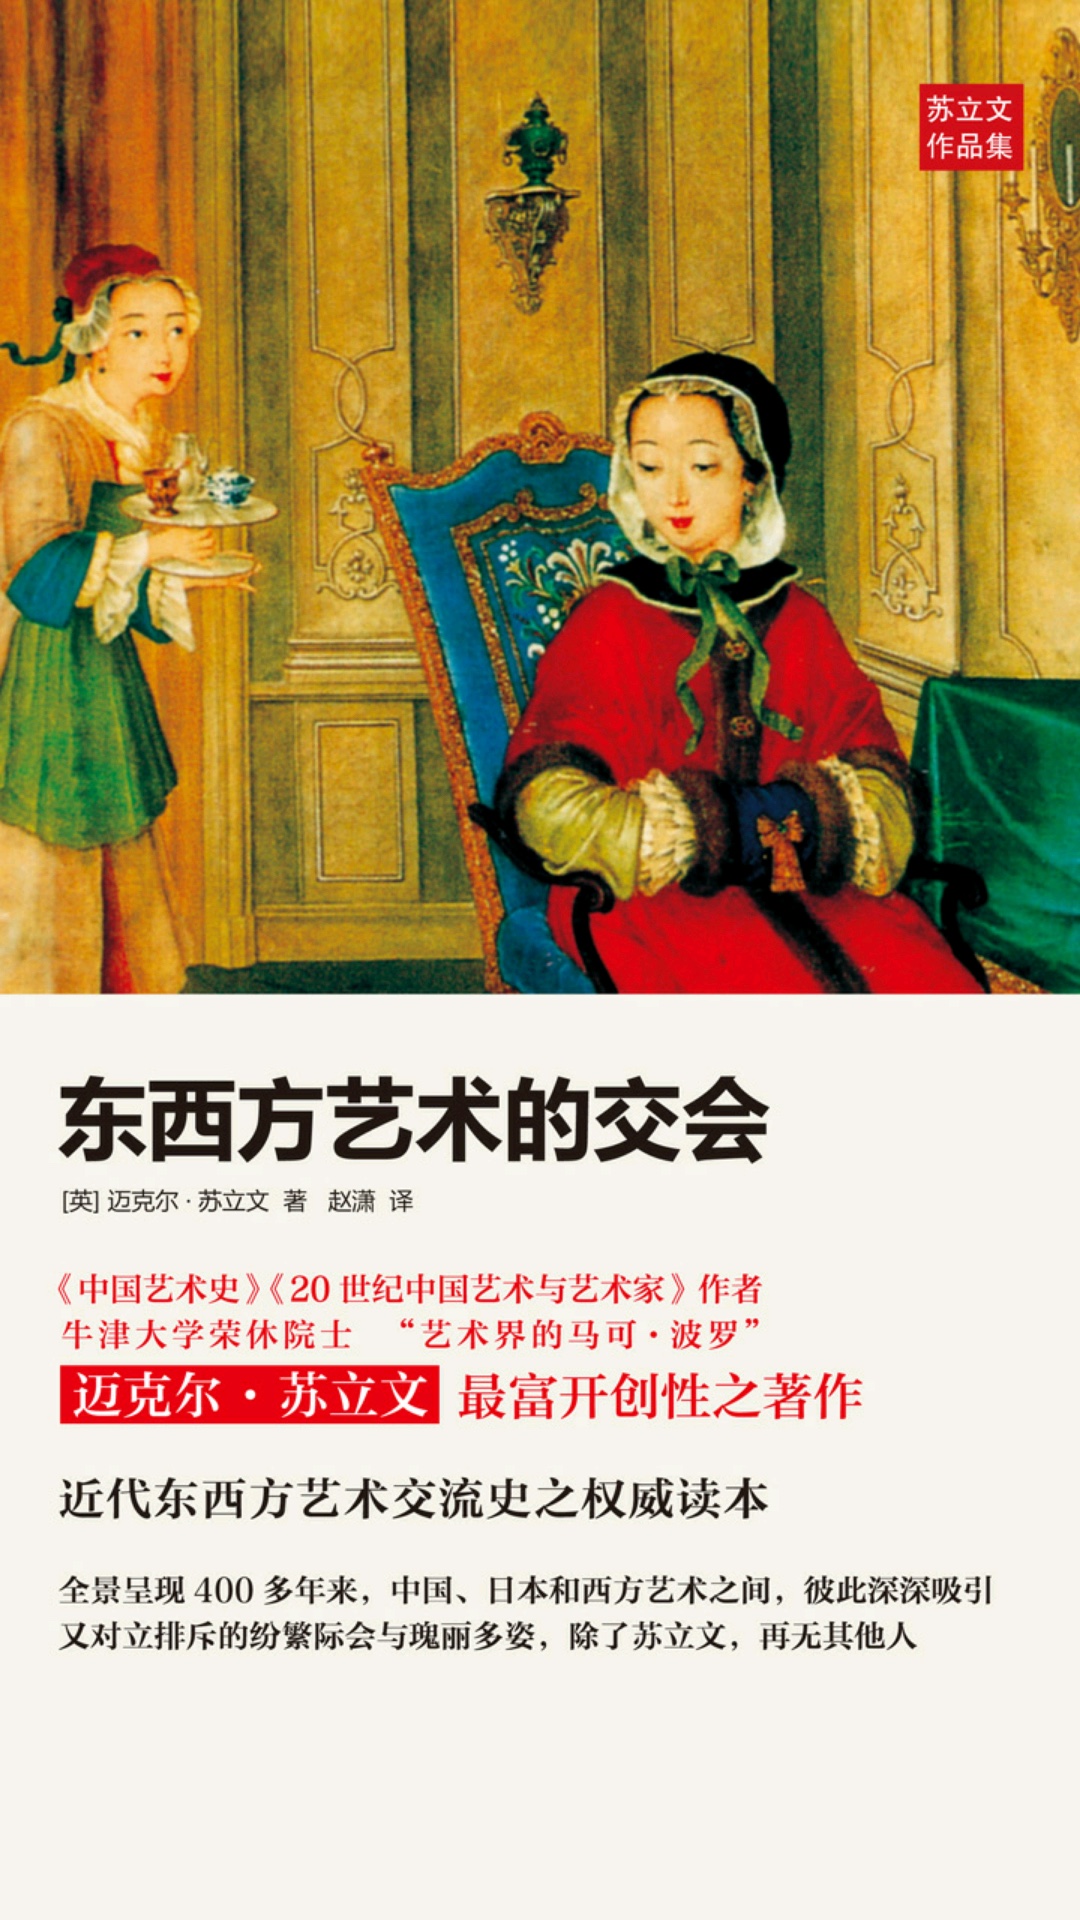 苏立文
作品集
东西方艺术的交会
[英] 迈克尔·苏立文 著 赵潇 译
《中国艺术史》《20 世纪中国艺术与艺术家》作者
牛津大学荣休院士 “艺术界的马可·波罗”
迈克尔·苏立文 最富开创性之著作
近代东西方艺术交流史之权威读本
全景呈现 400 多年来，中国、日本和西方艺术之间，彼此深深吸引
又对立排斥的纷繁际会与瑰丽多姿，除了苏立文，再无其他人